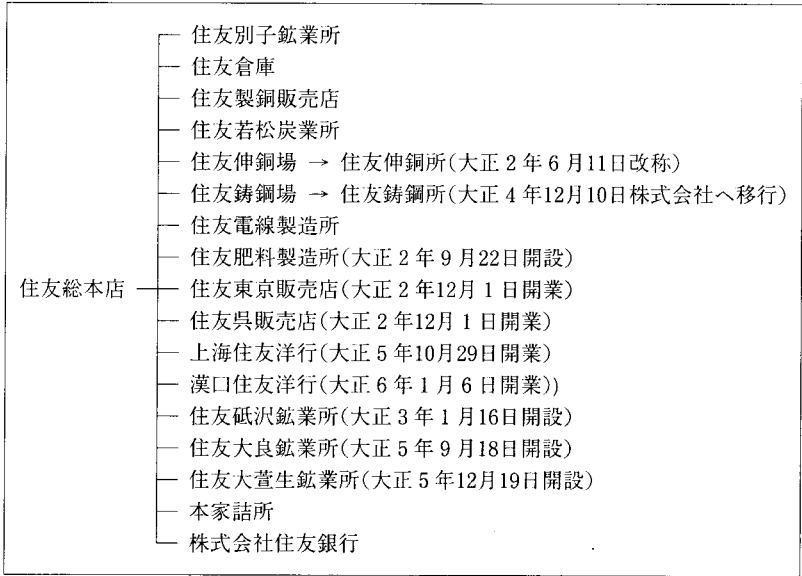 住友別子鉱業所
住友倉庫
住友製銅販売店
住友若松炭業所
住友伸銅場 → 住友伸銅所(大正2年6月11日改称)
住友鋳鋼場 → 住友鋳鋼所(大正4年12月10日株式会社へ移行)
住友電線製造所
住友肥料製造所(大正2年9月22日開設)
住友総本店 住友東京販売店(大正2年12月1日開業)
住友呉販売店(大正2年12月1日開業)
上海住友洋行(大正5年10月29日開業)
漢口住友洋行(大正6年1月6日開業))
住友砥沢鉱業所(大正3年1月16日開設)
住友大良鉱業所(大正5年9月18日開設)
住友大萱生鉱業所(大正5年12月19日開設)
本家詰所
株式会社住友銀行